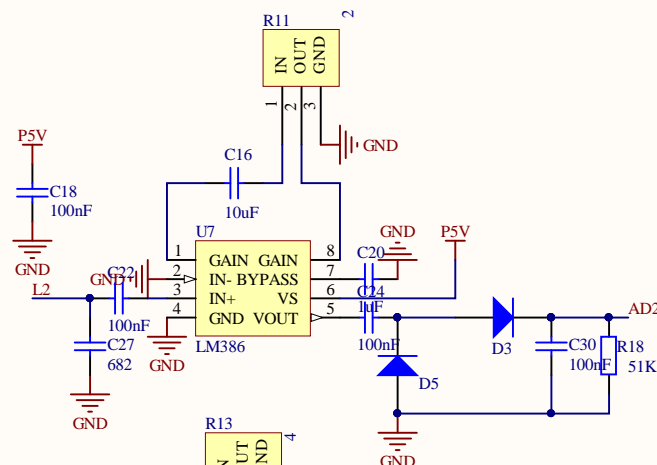 R11
2
IN
OUT
GND
1
2
3
GND
P5V
C18
100nF
GND
C16
10uF
U7
1
GAIN
GAIN
8
2
IN-
BYPASS
7
3
IN+
VS
6
4
GND
VOUT
5
LM386
GND
C20
1uF
GND
P5V
GND
C22
100nF
L2
C27
682
GND
C24
100nF
D3
D5
C30
100nF
R18
51K
AD2
GND
R13
4
GND